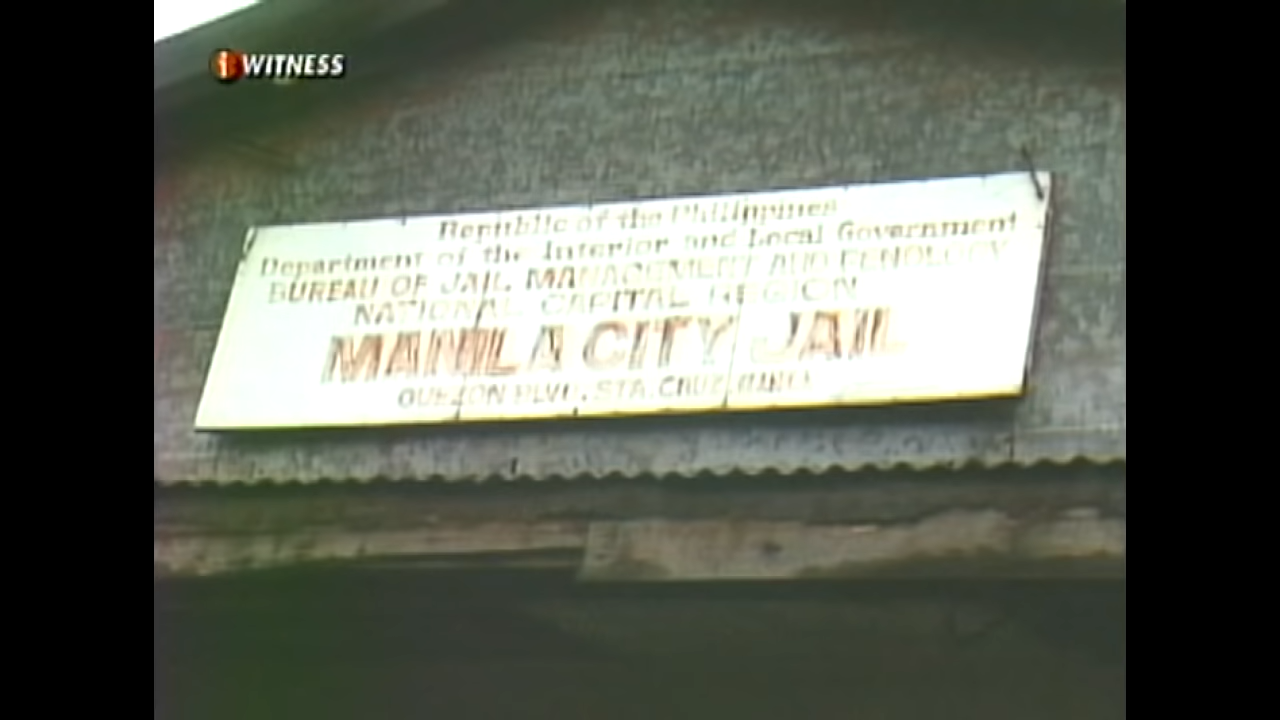 i WITNESS
Republic of the Philippines
Department of the Interior and Local Government
BUREAU OF JAIL MANAGEMENT AND PENOLOGY
NATIONAL CAPITAL REGION
MANILA CITY JAIL
QUEZON BLVD. STA. CRUZ